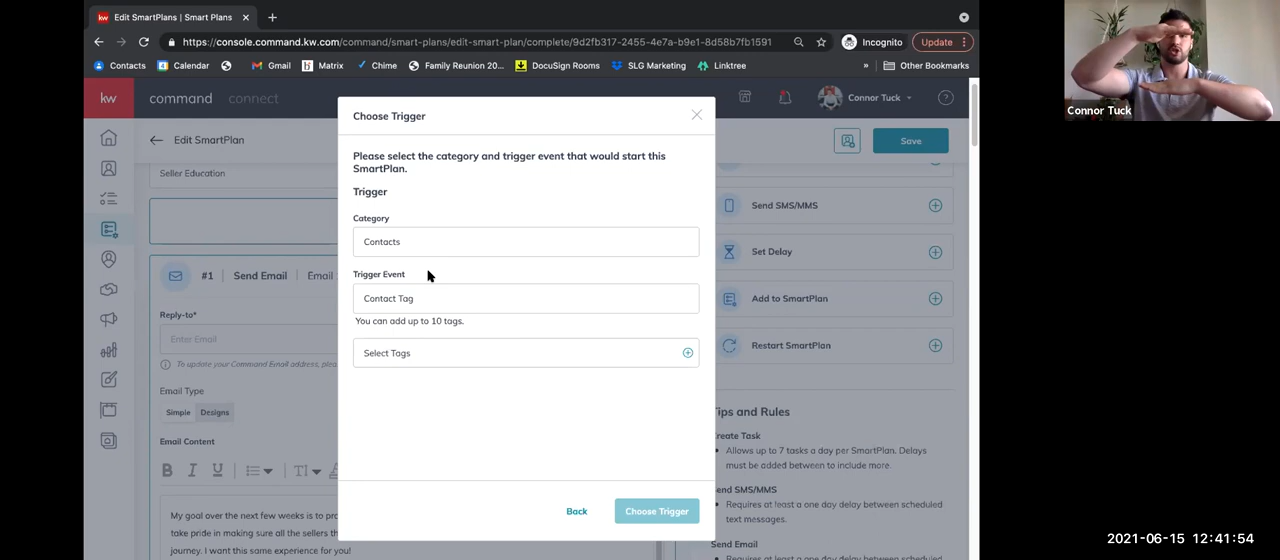 kw Edit SmartPlans | Smart Plans
https://console.command.kw.com/command/smart-plans/edit-smart-plan/complete/9d2fb317-2455-4e7a-b9e1-8d58b7fb1591
Incognito
Update
Contacts
Calendar
Gmail
Matrix
Chime
Family Reunion 20...
DocuSign Rooms
SLG Marketing
Linktree
»
Other Bookmarks
Connor Tuck
kw
command
connect
Connor Tuck
Edit SmartPlan
Save
Seller Education
#1 Send Email Email
Reply-to*
Enter Email
To update your Command Email address, plea
Email Type
Simple Designs
Email Content
B I U
My goal over the next few weeks is to pro
take pride in making sure all the sellers th
journey. I want this same experience for you!
Choose Trigger
Please select the category and trigger event that would start this
SmartPlan.
Trigger
Category
Contacts
Trigger Event
Contact Tag
You can add up to 10 tags.
Select Tags
Back
Choose Trigger
Send SMS/MMS
Set Delay
Add to SmartPlan
Restart SmartPlan
Tips and Rules
Create Task
Allows up to 7 tasks a day per SmartPlan. Delays
must be added between to include more.
Send SMS/MMS
Requires at least a one day delay between scheduled
text messages.
Send Email
Requires at least a one day delay between scheduled
2021-06-15 12:41:54